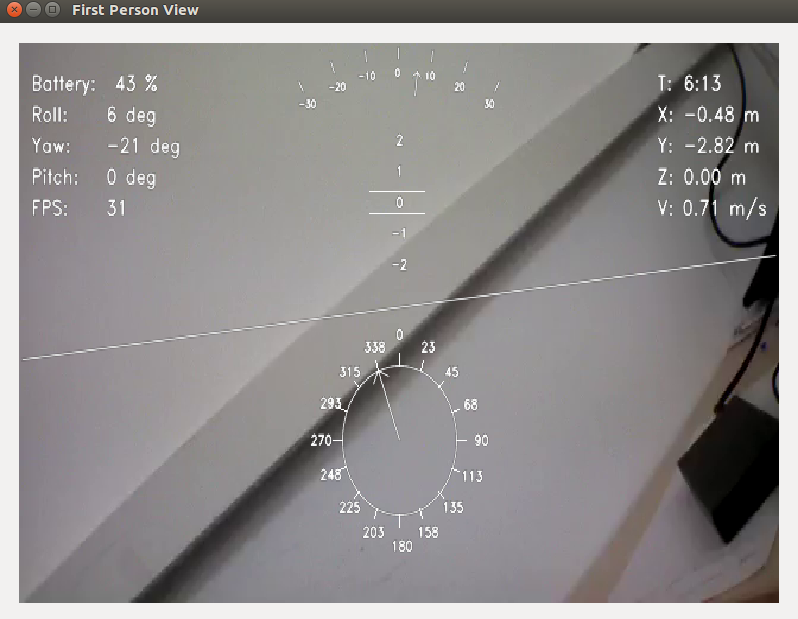 First Person View
Battery: 43 %
Roll: 6 deg
Yaw: -21 deg
Pitch: 0 deg
FPS: 31
-30 -20 -10 0 10 20 30
2
1
0
-1
-2
T: 6:13
X: -0.48 m
Y: -2.82 m
Z: 0.00 m
V: 0.71 m/s
0
338 23
315 45
293 68
270 90
248 113
225 135
203 158
180